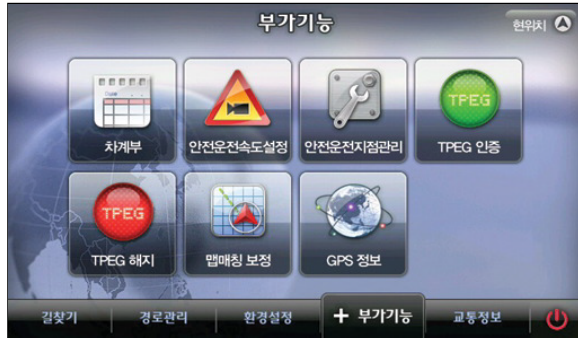 부가기능
현위치
차계부
안전운전속도설정
안전운전지점관리
TPEG
TPEG 인증
TPEG
TPEG 해지
맵매칭 보정
GPS 정보
길찾기
경로관리
환경설정
+ 부가기능
교통정보